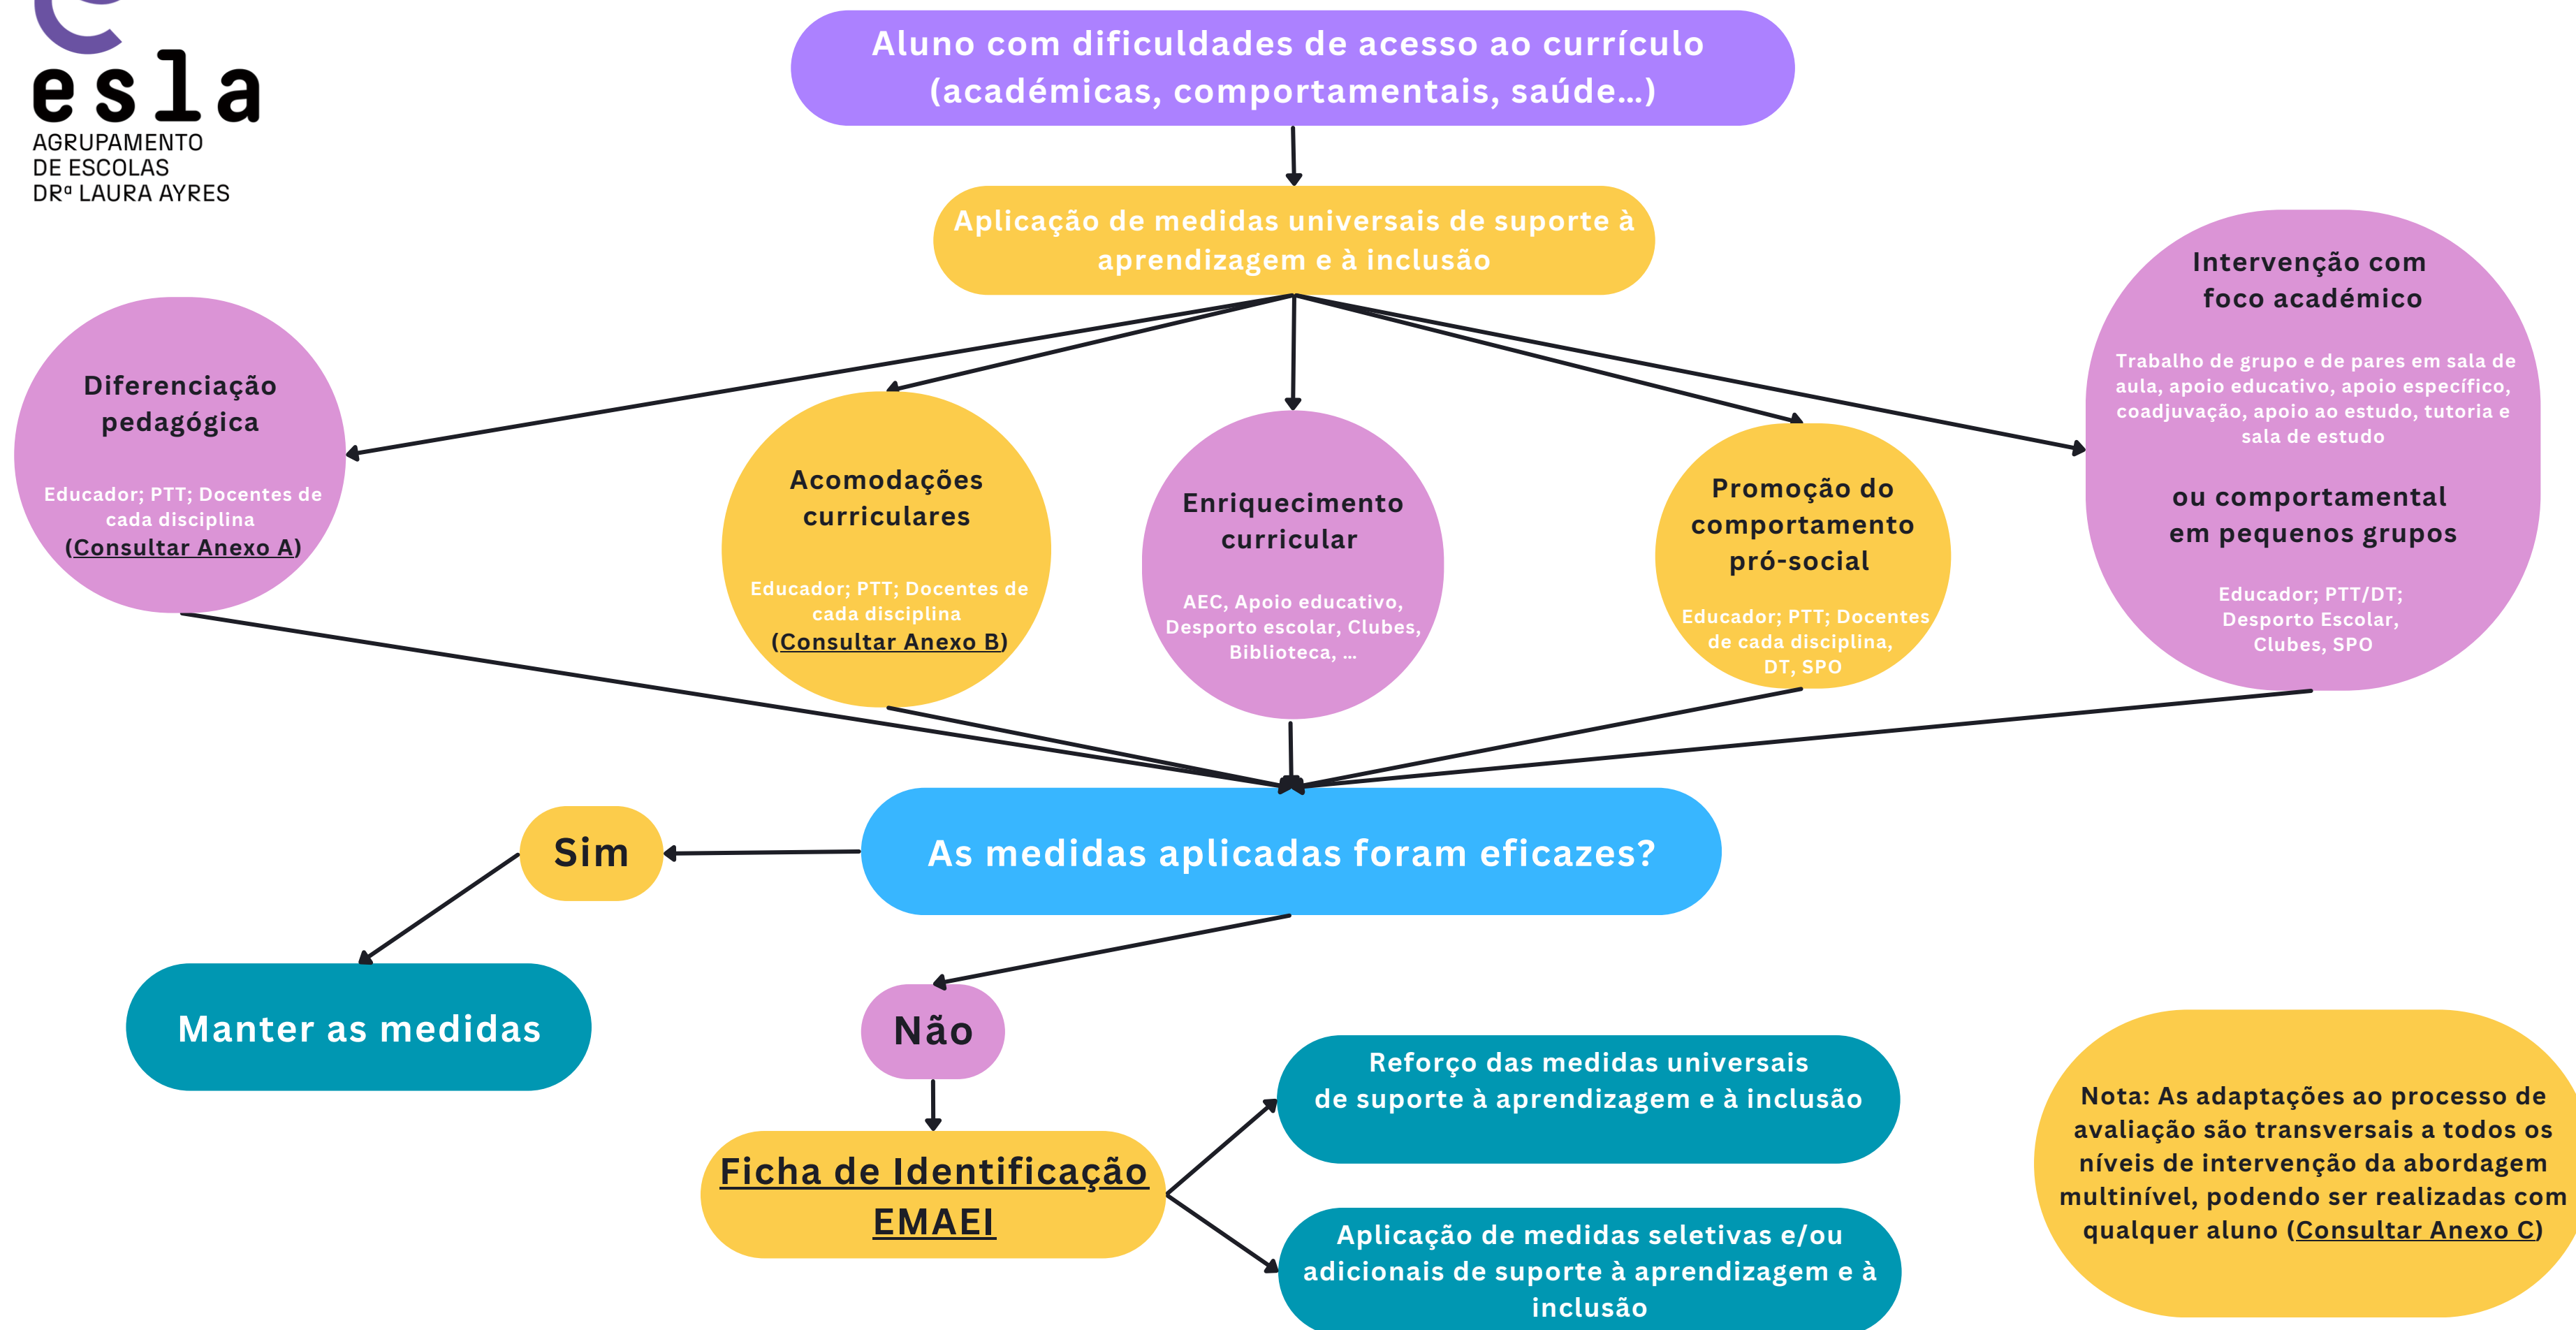 esla
AGRUPAMENTO
DE ESCOLAS
DRª LAURA AYRES
Aluno com dificuldades de acesso ao currículo
(académicas, comportamentais, saúde...)
Aplicação de medidas universais de suporte à
aprendizagem e à inclusão
Diferenciação
pedagógica
Educador; PTT; Docentes de
cada disciplina
(Consultar Anexo A)
Acomodações
curriculares
Educador; PTT; Docentes de
cada disciplina
(Consultar Anexo B)
Enriquecimento
curricular
AEC, Apoio educativo,
Desporto escolar, Clubes,
Biblioteca, ...
Promoção do
comportamento
pró-social
Educador; PTT; Docentes
de cada disciplina,
DT, SPO
Intervenção com
foco académico
Trabalho de grupo e de pares em sala de
aula, apoio educativo, apoio específico,
coadjuvação, apoio ao estudo, tutoria e
sala de estudo
ou comportamental
em pequenos grupos
Educador; PTT/DT;
Desporto Escolar,
Clubes, SPO
As medidas aplicadas foram eficazes?
Sim
Manter as medidas
Não
Ficha de Identificação
EMAEI
Reforço das medidas universais
de suporte à aprendizagem e à inclusão
Aplicação de medidas seletivas e/ou
adicionais de suporte à aprendizagem e à
inclusão
Nota: As adaptações ao processo de
avaliação são transversais a todos os
níveis de intervenção da abordagem
multinível, podendo ser realizadas com
qualquer aluno (Consultar Anexo C)